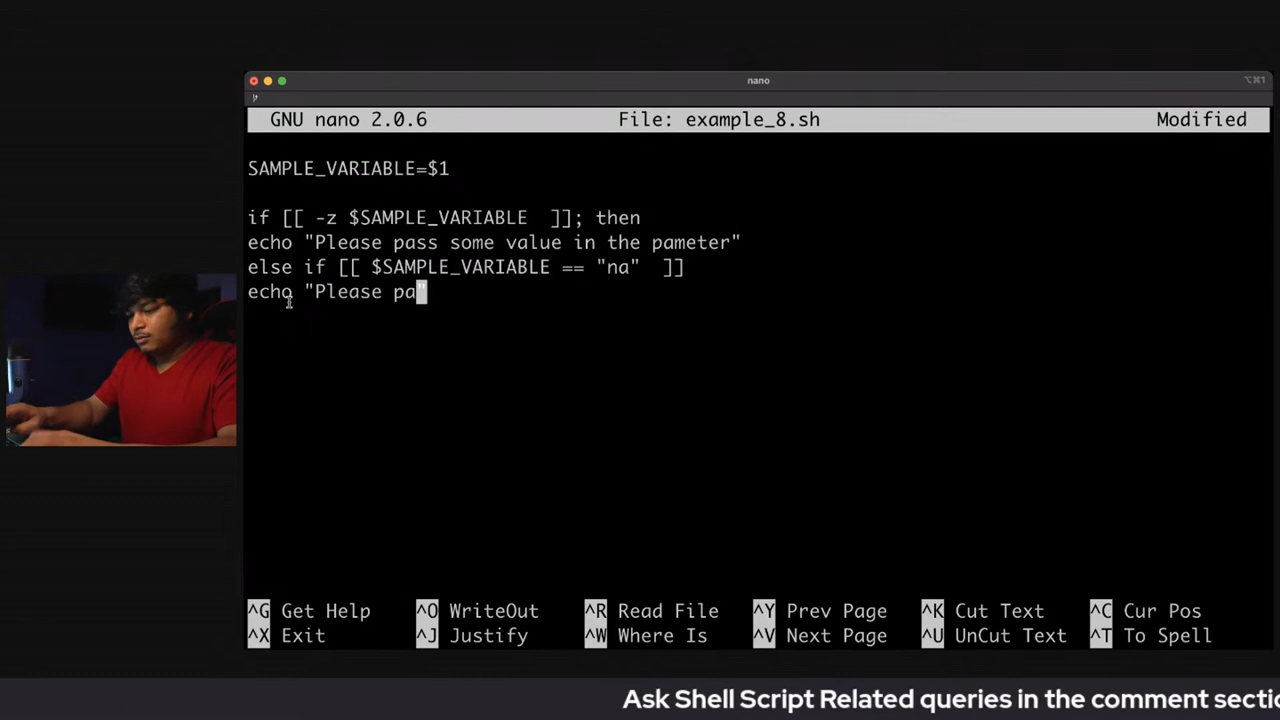 nano
⌥⌘1
GNU nano 2.0.6 File: example_8.sh Modified
SAMPLE_VARIABLE=$1
if [[ -z $SAMPLE_VARIABLE  ]]; then
echo "Please pass some value in the pameter"
else if [[ $SAMPLE_VARIABLE == "na"  ]]
echo "Please pa"
^G Get Help ^O WriteOut ^R Read File ^Y Prev Page ^K Cut Text ^C Cur Pos
^X Exit ^J Justify ^W Where Is ^V Next Page ^U UnCut Text ^T To Spell
Ask Shell Script Related queries in the comment sectio